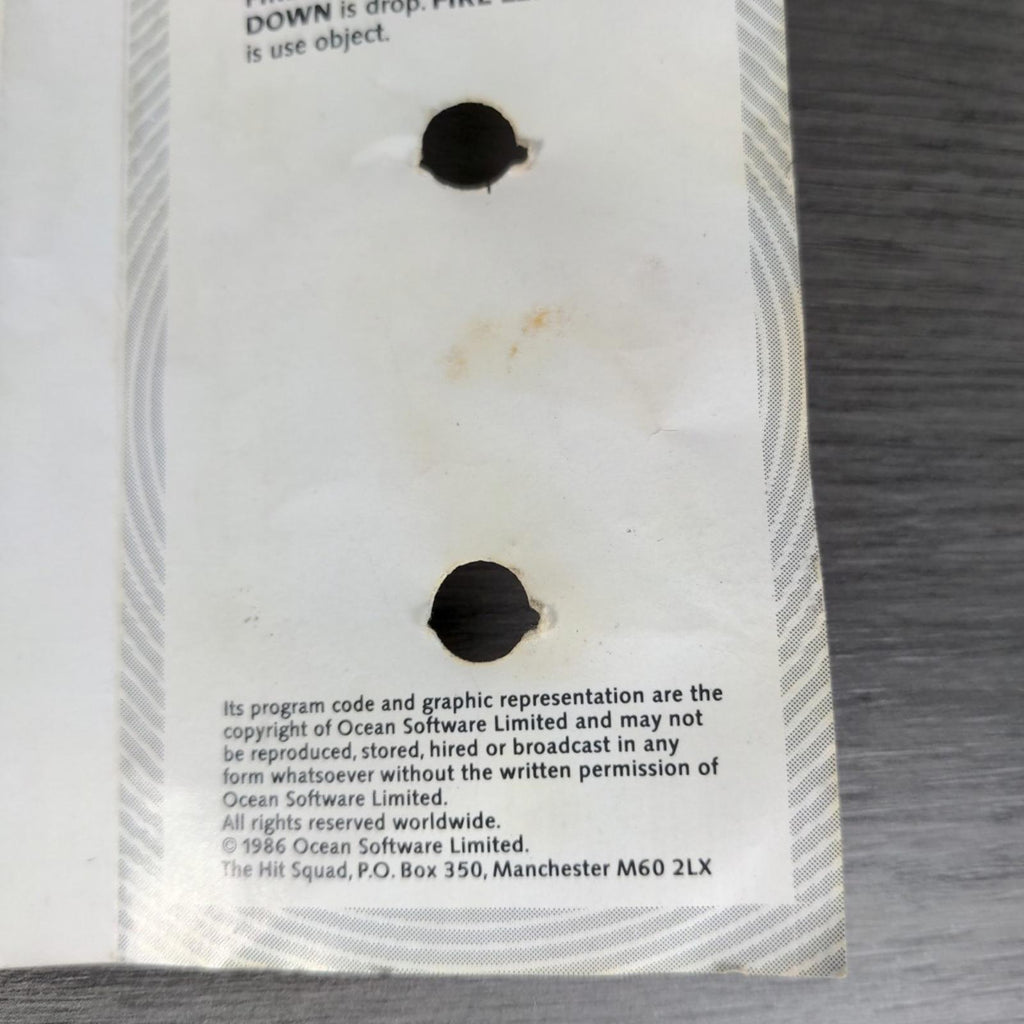 DOWN is drop. FIRE
is use object.
Its program code and graphic representation are the
copyright of Ocean Software Limited and may not
be reproduced, stored, hired or broadcast in any
form whatsoever without the written permission of
Ocean Software Limited.
All rights reserved worldwide.
© 1986 Ocean Software Limited.
The Hit Squad, P.O. Box 350, Manchester M60 2LX